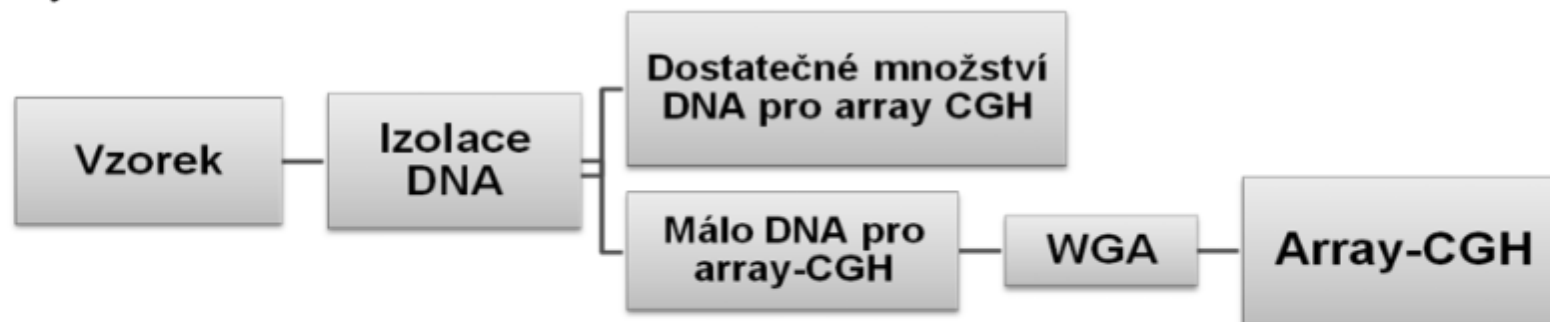 Vzorek
Izolace
DNA
Dostatečné množství
DNA pro array CGH
Málo DNA pro
array-CGH
WGA
Array-CGH